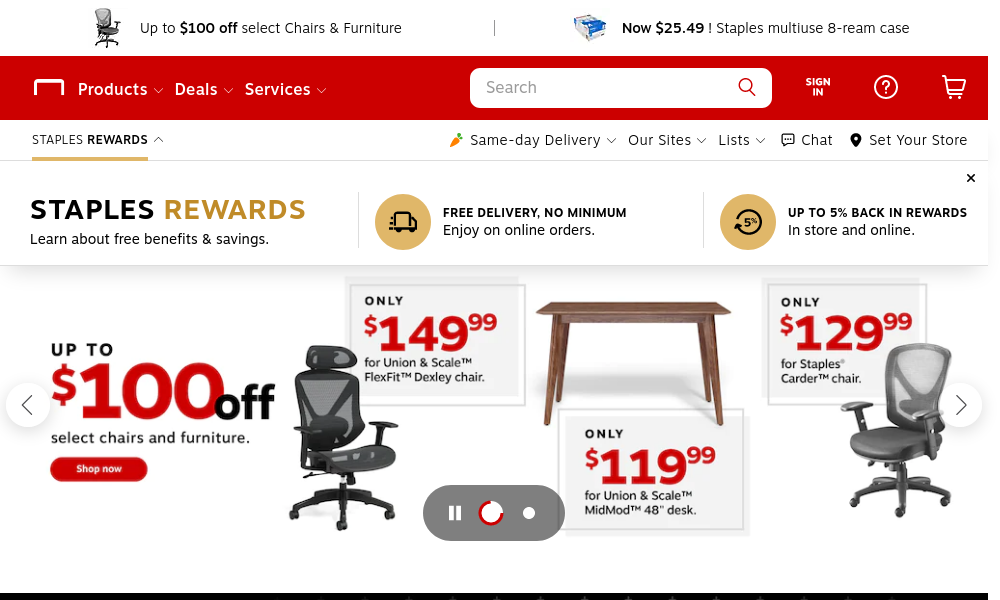 Up to $100 off select Chairs & Furniture
Now $25.49 ! Staples multiuse 8-ream case
Products
Deals
Services
Search
SIGN
IN
STAPLES REWARDS
Same-day Delivery
Our Sites
Lists
Chat
Set Your Store
STAPLES REWARDS
Learn about free benefits & savings.
FREE DELIVERY, NO MINIMUM
Enjoy on online orders.
5%
UP TO 5% BACK IN REWARDS
In store and online.
UP TO
$100off
select chairs and furniture.
Shop now
ONLY
$149 99
for Union & Scale™
FlexFit™ Dexley chair.
ONLY
$119 99
for Union & Scale™
MidMod™ 48" desk.
ONLY
$129 99
for Staples®
Carder™ chair.